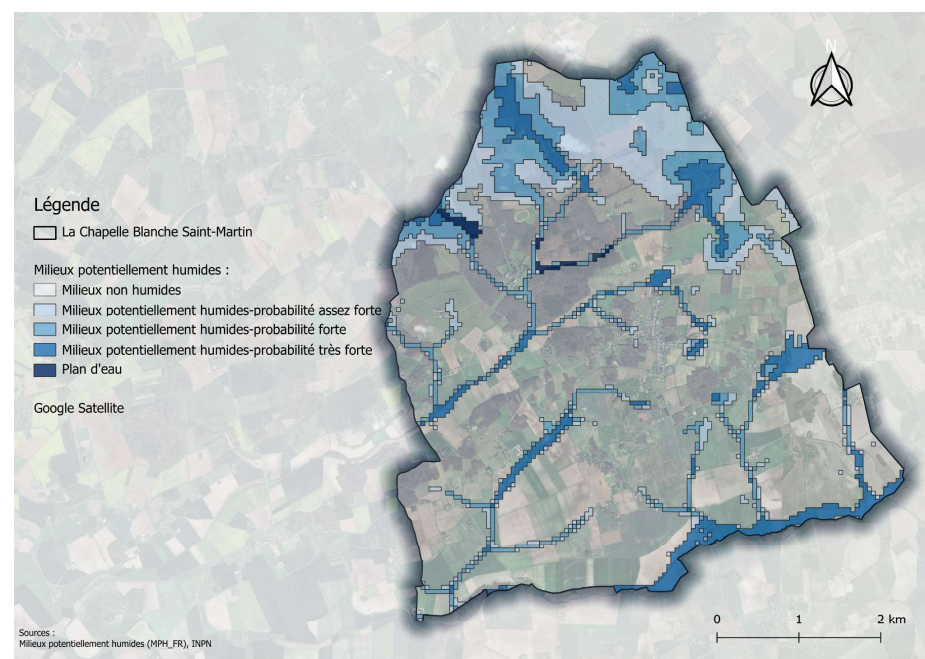 N
Légende
La Chapelle Blanche Saint-Martin
Milieux potentiellement humides :
Milieux non humides
Milieux potentiellement humides-probabilité assez forte
Milieux potentiellement humides-probabilité forte
Milieux potentiellement humides-probabilité très forte
Plan d'eau
Google Satellite
Sources :
Milieux potentiellement humides (MPH_FR), INPN
0 1 2 km